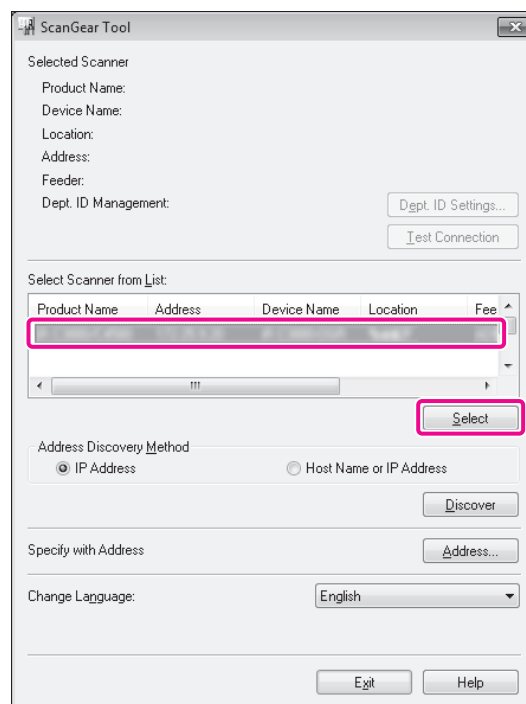 ScanGear Tool
Selected Scanner
Product Name:
Device Name:
Location:
Address:
Feeder:
Dept. ID Management:
Dept. ID Settings...
Test Connection
Select Scanner from List:
Product Name Address Device Name Location Fee
Select
Address Discovery Method
IP Address Host Name or IP Address
Discover
Specify with Address Address...
Change Language: English
Exit Help